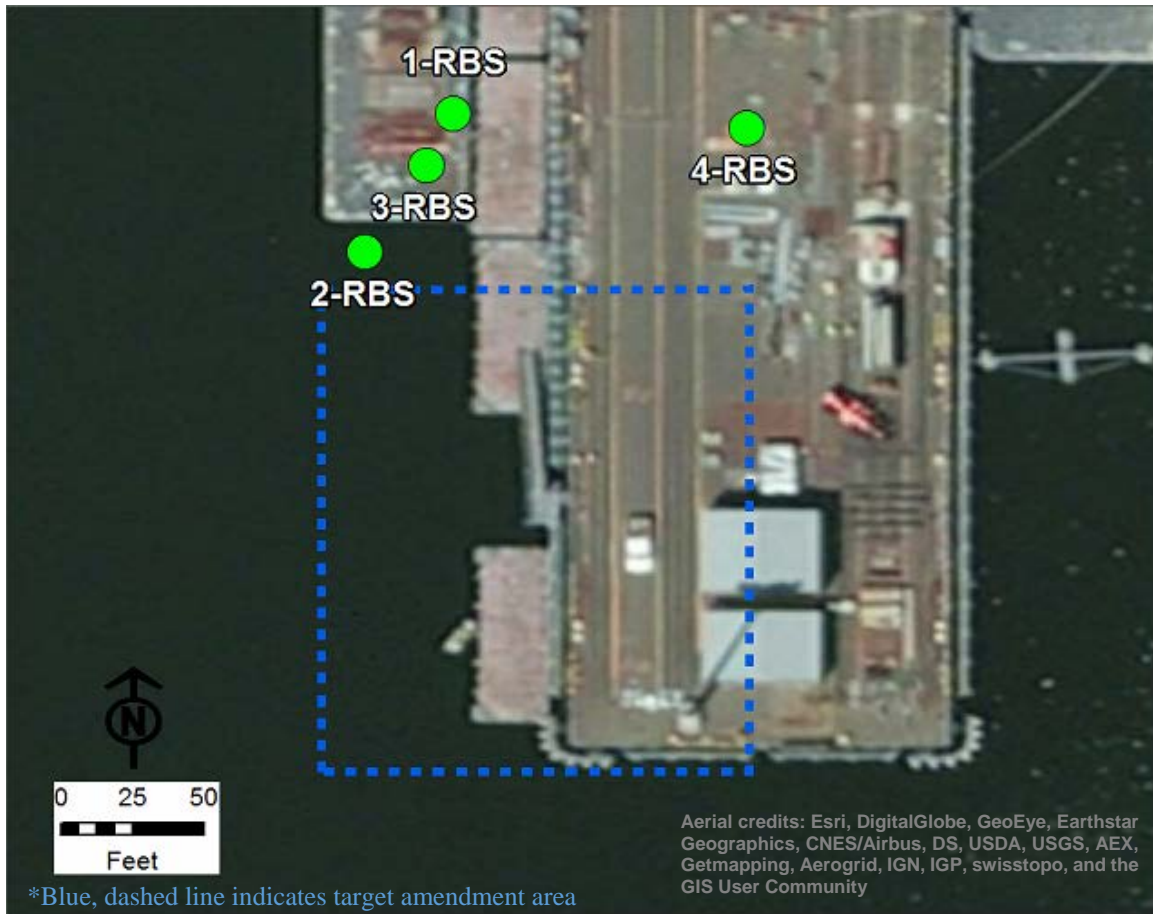 1-RBS
4-RBS
3-RBS
2-RBS
N
0 25 50
Feet
Aerial credits: Esri, DigitalGlobe, GeoEye, Earthstar
Geographics, CNES/Airbus, DS, USDA, USGS, AEX,
Getmapping, Aerogrid, IGN, IGP, swisstopo, and the
GIS User Community
*Blue, dashed line indicates target amendment area